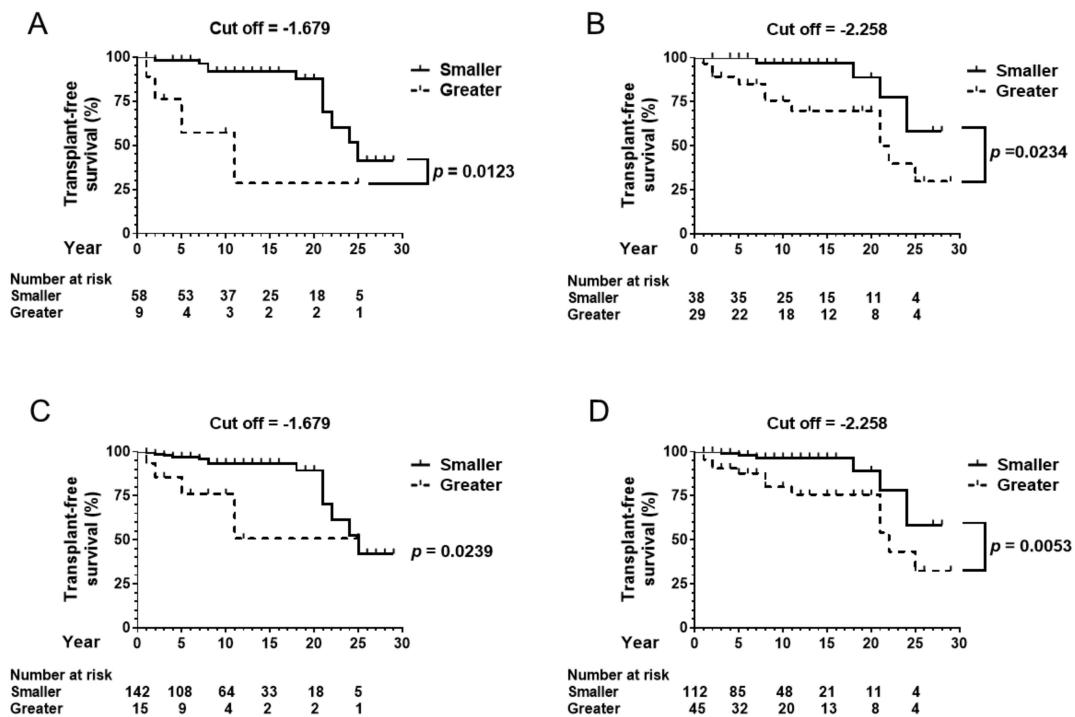 A
Cut off = -1.679
Transplant-free
survival (%)
100
75
50
25
0
Smaller
Greater
p = 0.0123
Year
0 5 10 15 20 25 30
Number at risk
Smaller 58 53 37 25 18 5
Greater 9 4 3 2 2 1
B
Cut off = -2.258
Transplant-free
survival (%)
100
75
50
25
0
Smaller
Greater
p =0.0234
Year
0 5 10 15 20 25 30
Number at risk
Smaller 38 35 25 15 11 4
Greater 29 22 18 12 8 4
C
Cut off = -1.679
Transplant-free
survival (%)
100
75
50
25
0
Smaller
Greater
p = 0.0239
Year
0 5 10 15 20 25 30
Number at risk
Smaller 142 108 64 33 18 5
Greater 15 9 4 2 2 1
D
Cut off = -2.258
Transplant-free
survival (%)
100
75
50
25
0
Smaller
Greater
p = 0.0053
Year
0 5 10 15 20 25 30
Number at risk
Smaller 112 85 48 21 11 4
Greater 45 32 20 13 8 4